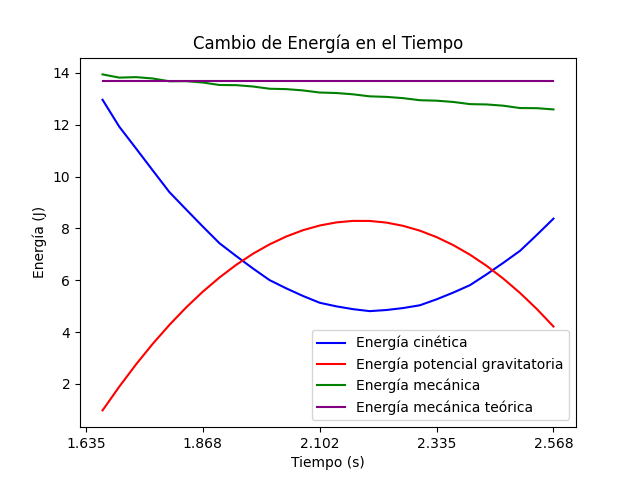 Cambio de Energía en el Tiempo
Energía (J)
14
12
10
8
6
4
2
Energía cinética
Energía potencial gravitatoria
Energía mecánica
Energía mecánica teórica
1.635 1.868 2.102 2.335 2.568
Tiempo (s)